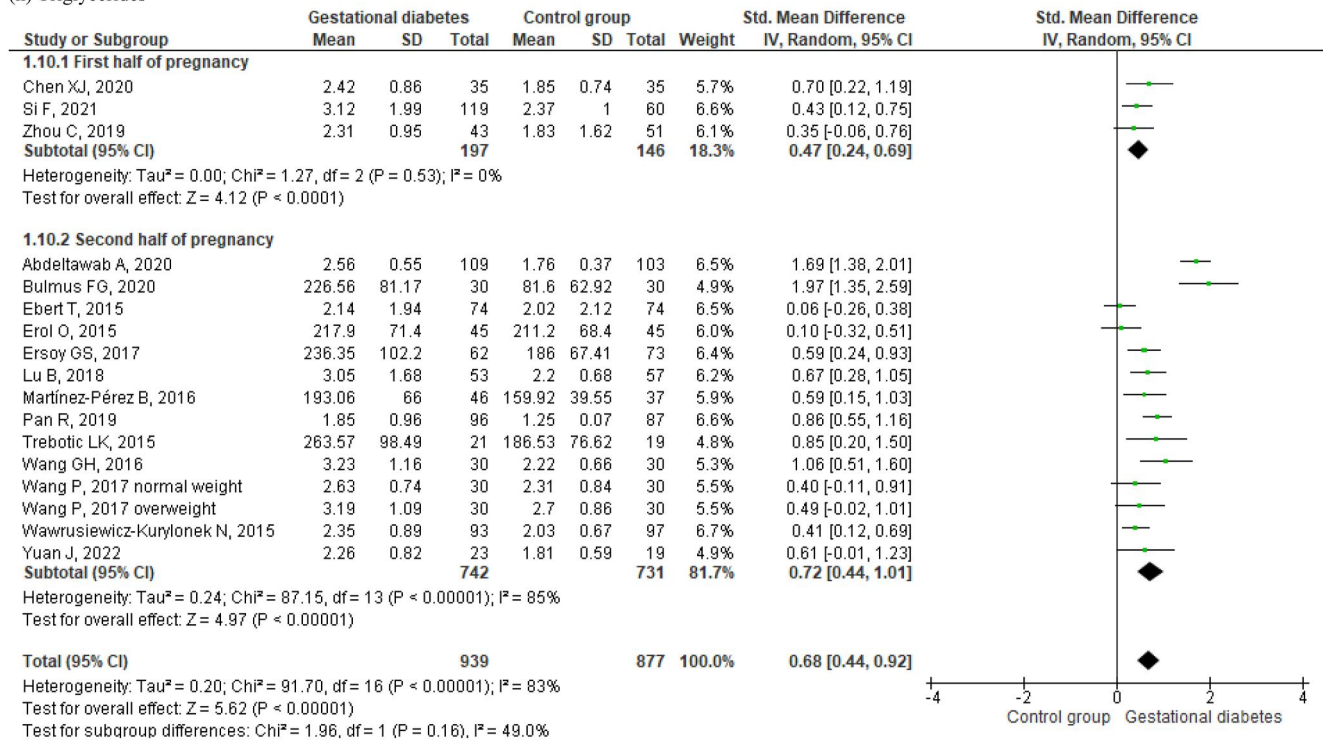 Gestational diabetes Control group Std. Mean Difference Std. Mean Difference
Study or Subgroup Mean SD Total Mean SD Total Weight IV, Random, 95% CI IV, Random, 95% CI
1.10.1 First half of pregnancy
Chen XJ, 2020 2.42 0.86 35 1.85 0.74 35 5.7% 0.70 [0.22, 1.19]
Si F, 2021 3.12 1.99 119 2.37 1 60 6.6% 0.43 [0.12, 0.75]
Zhou C, 2019 2.31 0.95 43 1.83 1.62 51 6.1% 0.35 [-0.06, 0.76]
Subtotal (95% CI) 197 146 18.3% 0.47 [0.24, 0.69]
Heterogeneity: Tau² = 0.00; Chi² = 1.27, df = 2 (P = 0.53); I² = 0%
Test for overall effect: Z = 4.12 (P < 0.0001)
1.10.2 Second half of pregnancy
Abdeltawab A, 2020 2.56 0.55 109 1.76 0.37 103 6.5% 1.69 [1.38, 2.01]
Bulmus FG, 2020 226.56 81.17 30 81.6 62.92 30 4.9% 1.97 [1.35, 2.59]
Ebert T, 2015 2.14 1.94 74 2.02 2.12 74 6.5% 0.06 [-0.26, 0.38]
Erol O, 2015 217.9 71.4 45 211.2 68.4 45 6.0% 0.10 [-0.32, 0.51]
Ersoy GS, 2017 236.35 102.2 62 186 67.41 73 6.4% 0.59 [0.24, 0.93]
Lu B, 2018 3.05 1.68 53 2.2 0.68 57 6.2% 0.67 [0.28, 1.05]
Martínez-Pérez B, 2016 193.06 66 46 159.92 39.55 37 5.9% 0.59 [0.15, 1.03]
Pan R, 2019 1.85 0.96 96 1.25 0.07 87 6.6% 0.86 [0.55, 1.16]
Trebotic LK, 2015 263.57 98.49 21 186.53 76.62 19 4.8% 0.85 [0.20, 1.50]
Wang GH, 2016 3.23 1.16 30 2.22 0.66 30 5.3% 1.06 [0.51, 1.60]
Wang P, 2017 normal weight 2.63 0.74 30 2.31 0.84 30 5.5% 0.40 [-0.11, 0.91]
Wang P, 2017 overweight 3.19 1.09 30 2.7 0.86 30 5.5% 0.49 [-0.02, 1.01]
Wawrusiewicz-Kurylonek N, 2015 2.35 0.89 93 2.03 0.67 97 6.7% 0.41 [0.12, 0.69]
Yuan J, 2022 2.26 0.82 23 1.81 0.59 19 4.9% 0.61 [-0.01, 1.23]
Subtotal (95% CI) 742 731 81.7% 0.72 [0.44, 1.01]
Heterogeneity: Tau² = 0.24; Chi² = 87.15, df = 13 (P < 0.00001); I² = 85%
Test for overall effect: Z = 4.97 (P < 0.00001)
Total (95% CI) 939 877 100.0% 0.68 [0.44, 0.92]
Heterogeneity: Tau² = 0.20; Chi² = 91.70, df = 16 (P < 0.00001); I² = 83%
Test for overall effect: Z = 5.62 (P < 0.00001)
Test for subgroup differences: Chi² = 1.96, df = 1 (P = 0.16), I² = 49.0%
-4 -2 0 2 4
Control group Gestational diabetes